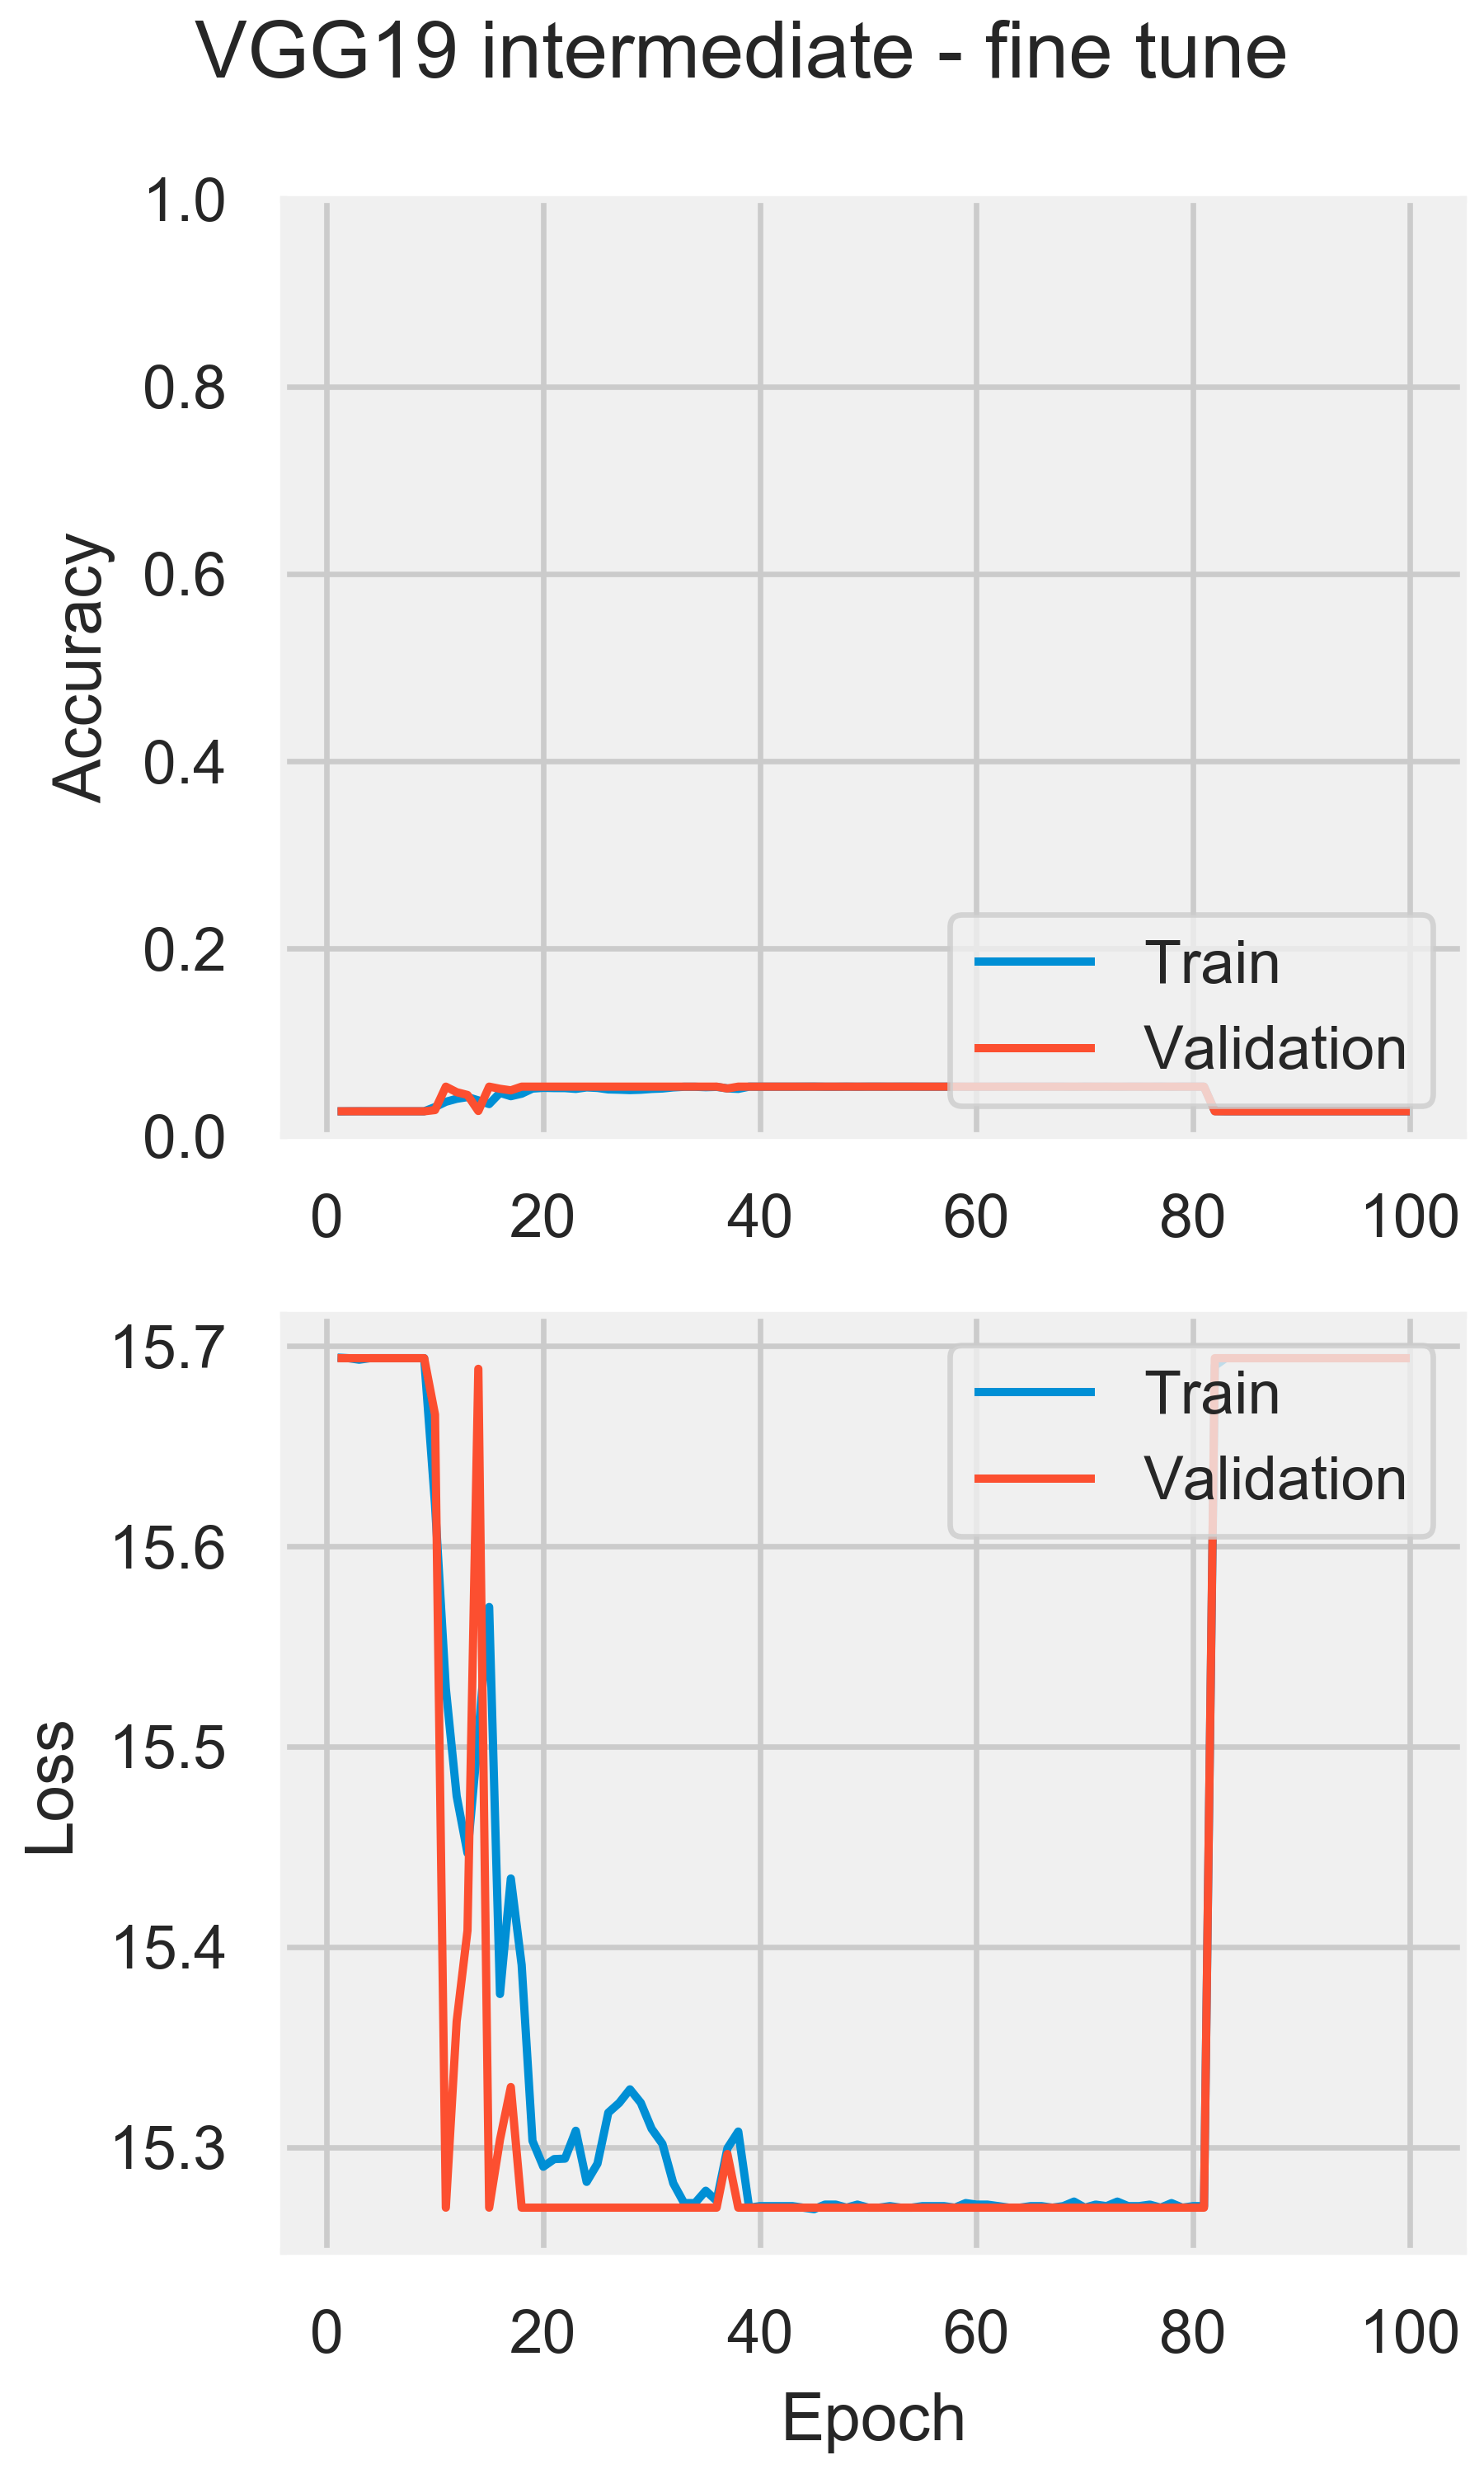 VGG19 intermediate - fine tune
1.0
0.8
0.6
0.4
0.2
0.0
Accuracy
Train
Validation
0 20 40 60 80 100
15.7
15.6
15.5
15.4
15.3
Loss
Train
Validation
0 20 40 60 80 100
Epoch